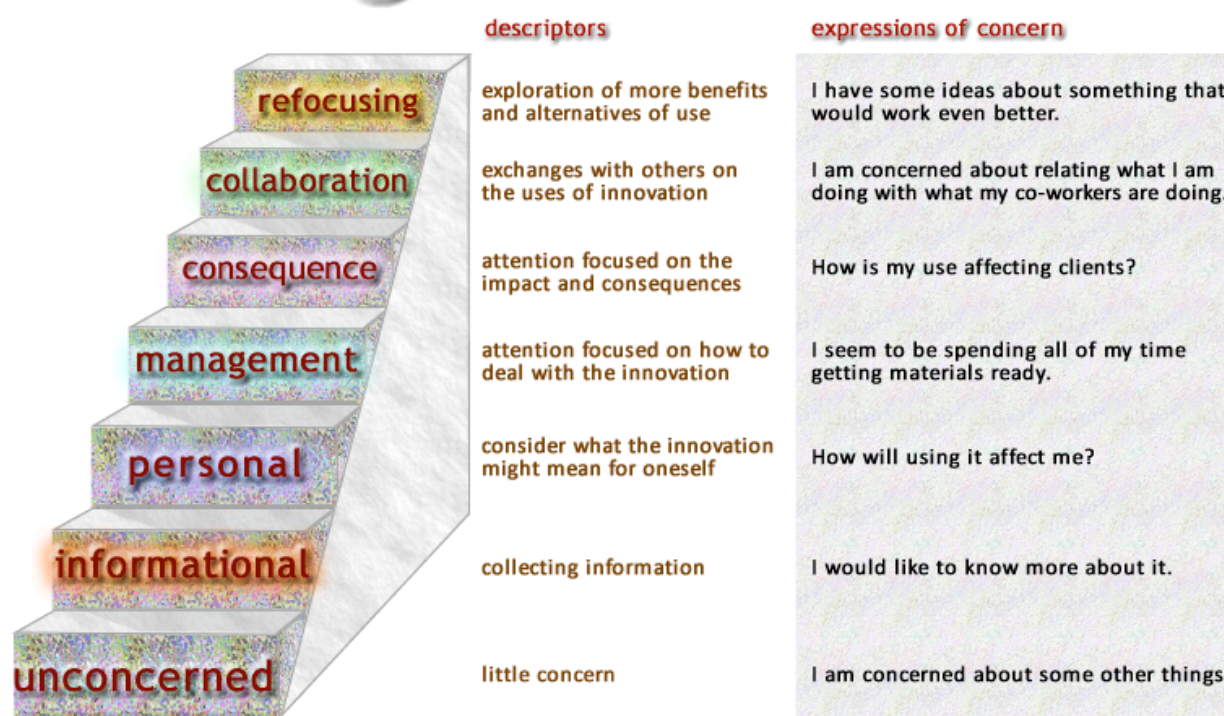 descriptors
expressions of concern
refocusing
exploration of more benefits
and alternatives of use
I have some ideas about something that
would work even better.
collaboration
exchanges with others on
the uses of innovation
I am concerned about relating what I am
doing with what my co-workers are doing.
consequence
attention focused on the
impact and consequences
How is my use affecting clients?
management
attention focused on how to
deal with the innovation
I seem to be spending all of my time
getting materials ready.
personal
consider what the innovation
might mean for oneself
How will using it affect me?
informational
collecting information
I would like to know more about it.
unconcerned
little concern
I am concerned about some other things